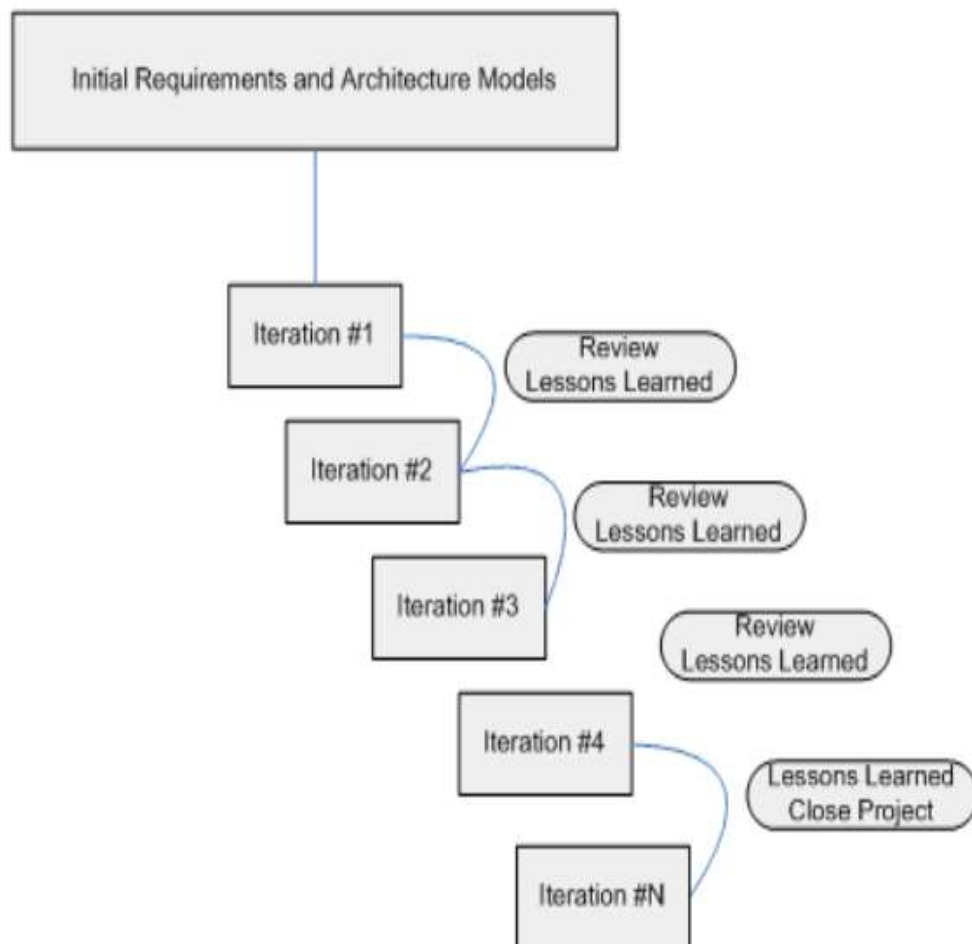 Initial Requirements and Architecture Models
Iteration #1
Review
Lessons Learned
Iteration #2
Review
Lessons Learned
Iteration #3
Review
Lessons Learned
Iteration #4
Lessons Learned
Close Project
Iteration #N